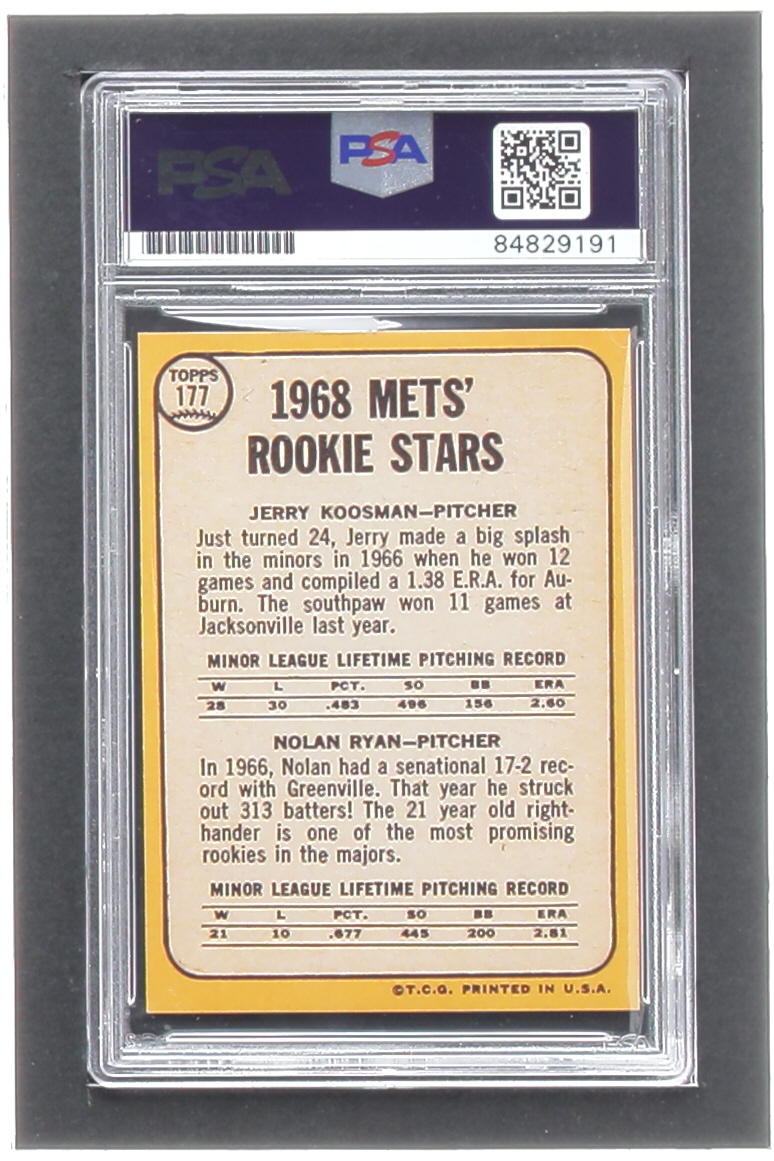 PSA
PSA
84829191
TOPPS
177
1968 METS'
ROOKIE STARS
JERRY KOOSMAN—PITCHER
Just turned 24, Jerry made a big splash
in the minors in 1966 when he won 12
games and compiled a 1.38 E.R.A. for Au-
burn. The southpaw won 11 games at
Jacksonville last year.
MINOR LEAGUE LIFETIME PITCHING RECORD
W L PCT. SO BB ERA
28 30 .483 496 156 2.60
NOLAN RYAN—PITCHER
In 1966, Nolan had a senational 17-2 rec-
ord with Greenville. That year he struck
out 313 batters! The 21 year old right-
hander is one of the most promising
rookies in the majors.
MINOR LEAGUE LIFETIME PITCHING RECORD
W L PCT. SO BB ERA
21 10 .677 445 200 2.81
©T.C.G. PRINTED IN U.S.A.
PSA